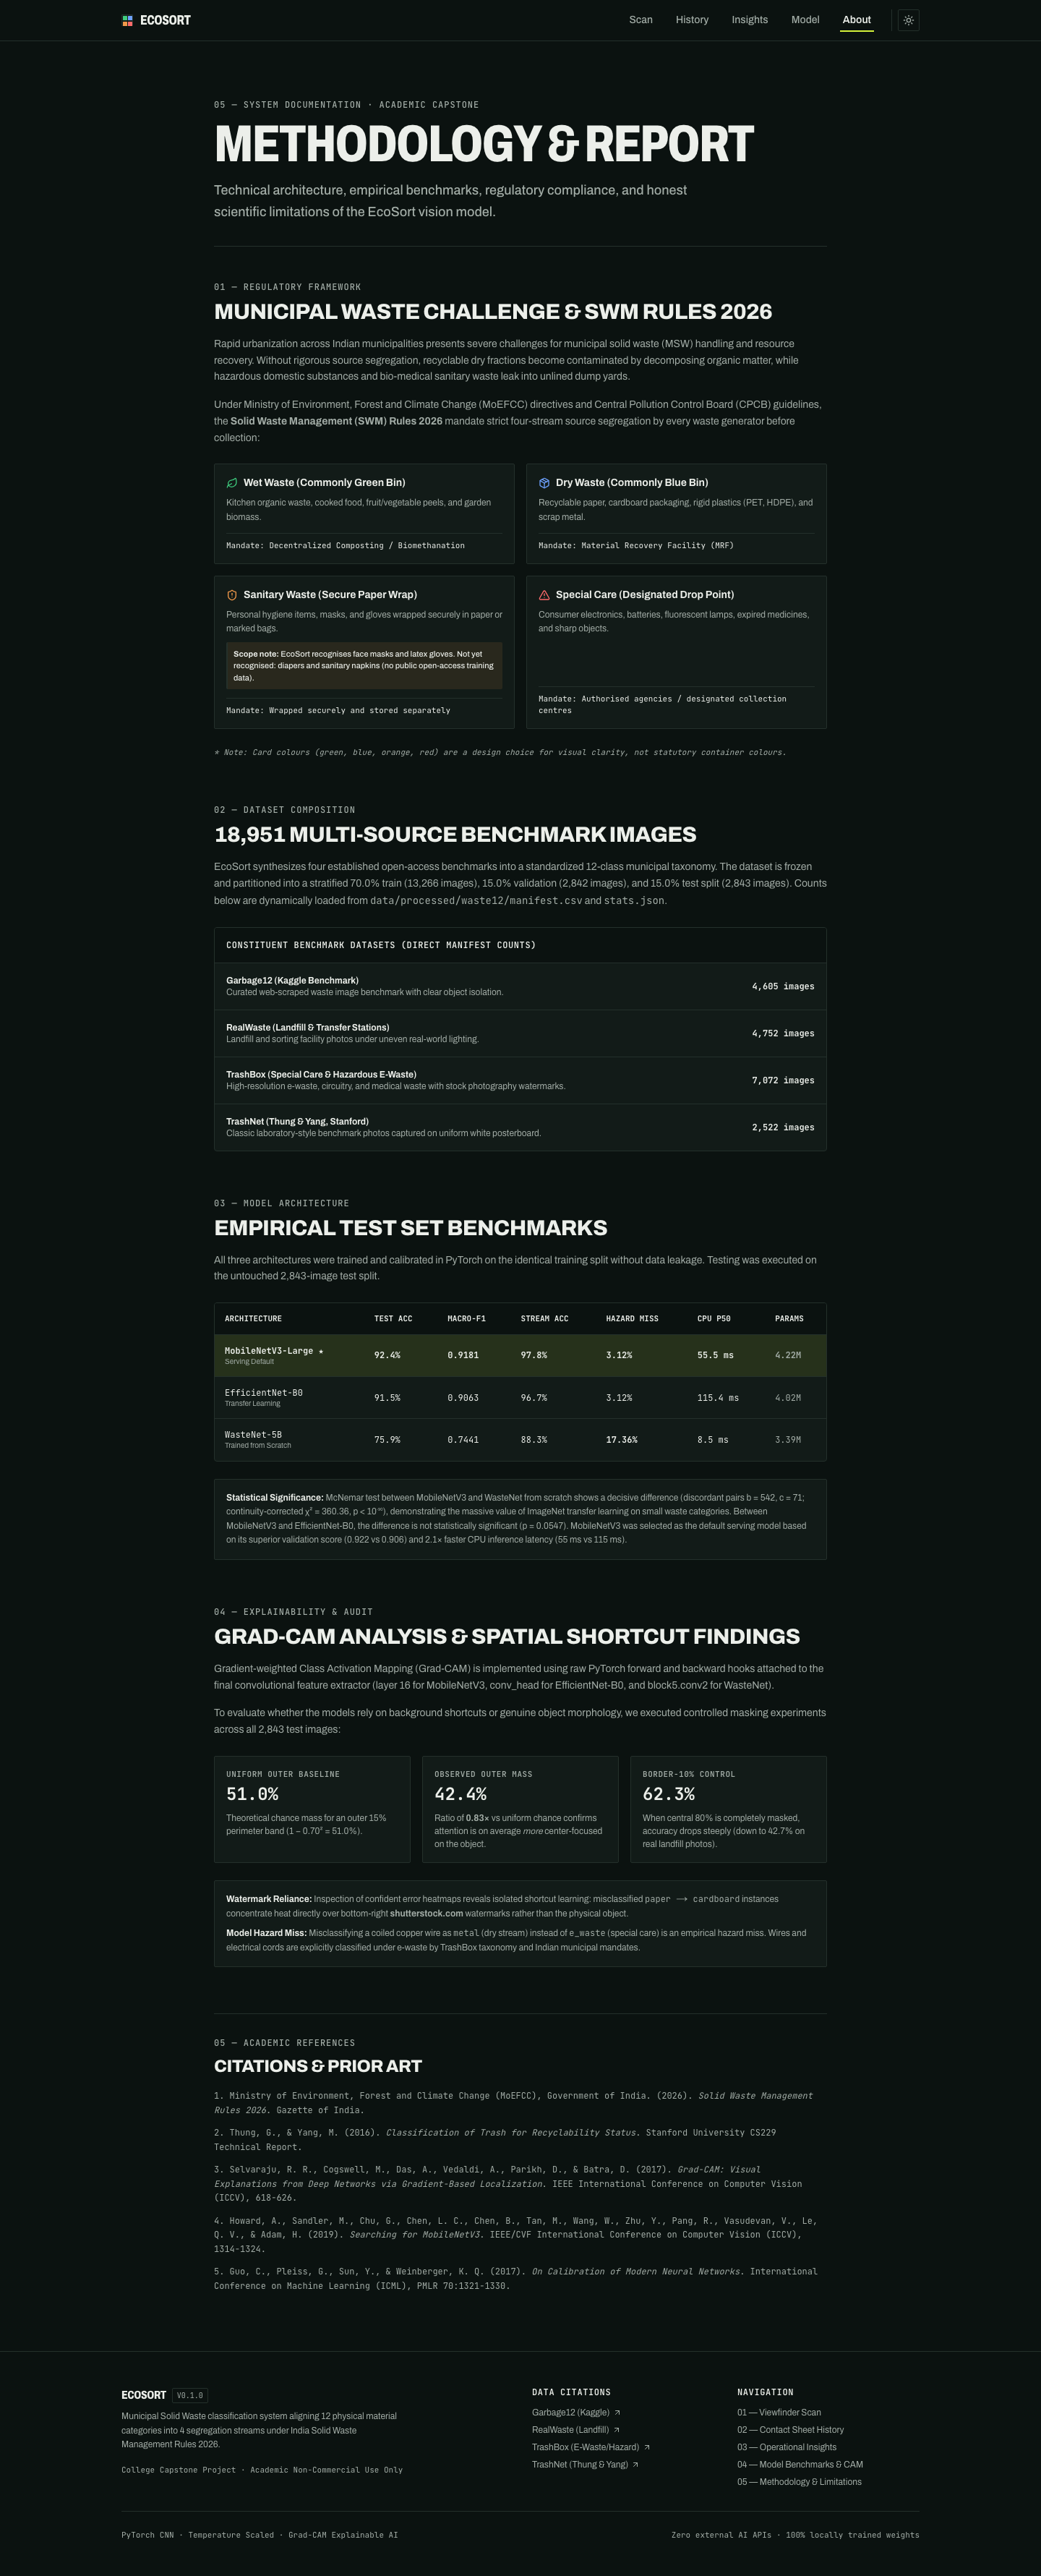 ECOSORT
Scan
History
Insights
Model
About
05 — SYSTEM DOCUMENTATION · ACADEMIC CAPSTONE
METHODOLOGY & REPORT
Technical architecture, empirical benchmarks, regulatory compliance, and honest
scientific limitations of the EcoSort vision model.
01 — REGULATORY FRAMEWORK
MUNICIPAL WASTE CHALLENGE & SWM RULES 2026
Rapid urbanization across Indian municipalities presents severe challenges for municipal solid waste (MSW) handling and resource
recovery. Without rigorous source segregation, recyclable dry fractions become contaminated by decomposing organic matter, while
hazardous domestic substances and bio-medical sanitary waste leak into unlined dump yards.
Under Ministry of Environment, Forest and Climate Change (MoEFCC) directives and Central Pollution Control Board (CPCB) guidelines,
the Solid Waste Management (SWM) Rules 2026 mandate strict four-stream source segregation by every waste generator before
collection:
Wet Waste (Commonly Green Bin)
Kitchen organic waste, cooked food, fruit/vegetable peels, and garden
biomass.
Mandate: Decentralized Composting / Biomethanation
Dry Waste (Commonly Blue Bin)
Recyclable paper, cardboard packaging, rigid plastics (PET, HDPE), and
scrap metal.
Mandate: Material Recovery Facility (MRF)
Sanitary Waste (Secure Paper Wrap)
Personal hygiene items, masks, and gloves wrapped securely in paper or
marked bags.
Scope note: EcoSort recognises face masks and latex gloves. Not yet
recognised: diapers and sanitary napkins (no public open-access training
data).
Mandate: Wrapped securely and stored separately
Special Care (Designated Drop Point)
Consumer electronics, batteries, fluorescent lamps, expired medicines,
and sharp objects.
Mandate: Authorised agencies / designated collection
centres
* Note: Card colours (green, blue, orange, red) are a design choice for visual clarity, not statutory container colours.
02 — DATASET COMPOSITION
18,951 MULTI-SOURCE BENCHMARK IMAGES
EcoSort synthesizes four established open-access benchmarks into a standardized 12-class municipal taxonomy. The dataset is frozen
and partitioned into a stratified 70.0% train (13,266 images), 15.0% validation (2,842 images), and 15.0% test split (2,843 images). Counts
below are dynamically loaded from data/processed/waste12/manifest.csv and stats.json.
CONSTITUENT BENCHMARK DATASETS (DIRECT MANIFEST COUNTS)
Garbage12 (Kaggle Benchmark)
Curated web-scraped waste image benchmark with clear object isolation.
4,605 images
RealWaste (Landfill & Transfer Stations)
Landfill and sorting facility photos under uneven real-world lighting.
4,752 images
TrashBox (Special Care & Hazardous E-Waste)
High-resolution e-waste, circuitry, and medical waste with stock photography watermarks.
7,072 images
TrashNet (Thung & Yang, Stanford)
Classic laboratory-style benchmark photos captured on uniform white posterboard.
2,522 images
03 — MODEL ARCHITECTURE
EMPIRICAL TEST SET BENCHMARKS
All three architectures were trained and calibrated in PyTorch on the identical training split without data leakage. Testing was executed on
the untouched 2,843-image test split.
ARCHITECTURE TEST ACC MACRO-F1 STREAM ACC HAZARD MISS CPU P50 PARAMS
MobileNetV3-Large ★ 92.4% 0.9181 97.8% 3.12% 55.5 ms 4.22M
Serving Default
EfficientNet-B0 91.5% 0.9063 96.7% 3.12% 115.4 ms 4.02M
Transfer Learning
WasteNet-5B 75.9% 0.7441 88.3% 17.36% 8.5 ms 3.39M
Trained from Scratch
Statistical Significance: McNemar test between MobileNetV3 and WasteNet from scratch shows a decisive difference (discordant pairs b = 542, c = 71;
continuity-corrected χ² = 360.36, p < 10), demonstrating the massive value of ImageNet transfer learning on small waste categories. Between
MobileNetV3 and EfficientNet-B0, the difference is not statistically significant (p = 0.0547). MobileNetV3 was selected as the default serving model based
on its superior validation score (0.922 vs 0.906) and 2.1× faster CPU inference latency (55 ms vs 115 ms).
04 — EXPLAINABILITY & AUDIT
GRAD-CAM ANALYSIS & SPATIAL SHORTCUT FINDINGS
Gradient-weighted Class Activation Mapping (Grad-CAM) is implemented using raw PyTorch forward and backward hooks attached to the
final convolutional feature extractor (layer 16 for MobileNetV3, conv_head for EfficientNet-B0, and block5.conv2 for WasteNet).
To evaluate whether the models rely on background shortcuts or genuine object morphology, we executed controlled masking experiments
across all 2,843 test images:
UNIFORM OUTER BASELINE
51.0%
Theoretical chance mass for an outer 15%
perimeter band (1 − 0.70² = 51.0%).
OBSERVED OUTER MASS
42.4%
Ratio of 0.83× vs uniform chance confirms
attention is on average more center-focused
on the object.
BORDER-10% CONTROL
62.3%
When central 80% is completely masked,
accuracy drops steeply (down to 42.7% on
real landfill photos).
Watermark Reliance: Inspection of confident error heatmaps reveals isolated shortcut learning: misclassified paper ⟶ cardboard instances
concentrate heat directly over bottom-right shutterstock.com watermarks rather than the physical object.
Model Hazard Miss: Misclassifying a coiled copper wire as metal (dry stream) instead of e_waste (special care) is an empirical hazard miss. Wires and
electrical cords are explicitly classified under e-waste by TrashBox taxonomy and Indian municipal mandates.
05 — ACADEMIC REFERENCES
CITATIONS & PRIOR ART
1. Ministry of Environment, Forest and Climate Change (MoEFCC), Government of India. (2026). Solid Waste Management
Rules 2026. Gazette of India.
2. Thung, G., & Yang, M. (2016). Classification of Trash for Recyclability Status. Stanford University CS229
Technical Report.
3. Selvaraju, R. R., Cogswell, M., Das, A., Vedaldi, A., Parikh, D., & Batra, D. (2017). Grad-CAM: Visual
Explanations from Deep Networks via Gradient-Based Localization. IEEE International Conference on Computer Vision
(ICCV), 618-626.
4. Howard, A., Sandler, M., Chu, G., Chen, L. C., Chen, B., Tan, M., Wang, W., Zhu, Y., Pang, R., Vasudevan, V., Le,
Q. V., & Adam, H. (2019). Searching for MobileNetV3. IEEE/CVF International Conference on Computer Vision (ICCV),
1314-1324.
5. Guo, C., Pleiss, G., Sun, Y., & Weinberger, K. Q. (2017). On Calibration of Modern Neural Networks. International
Conference on Machine Learning (ICML), PMLR 70:1321-1330.
ECOSORT V0.1.0
Municipal Solid Waste classification system aligning 12 physical material
categories into 4 segregation streams under India Solid Waste
Management Rules 2026.
College Capstone Project · Academic Non-Commercial Use Only
DATA CITATIONS
Garbage12 (Kaggle) ↗
RealWaste (Landfill) ↗
TrashBox (E-Waste/Hazard) ↗
TrashNet (Thung & Yang) ↗
NAVIGATION
01 — Viewfinder Scan
02 — Contact Sheet History
03 — Operational Insights
04 — Model Benchmarks & CAM
05 — Methodology & Limitations
PyTorch CNN · Temperature Scaled · Grad-CAM Explainable AI
Zero external AI APIs · 100% locally trained weights